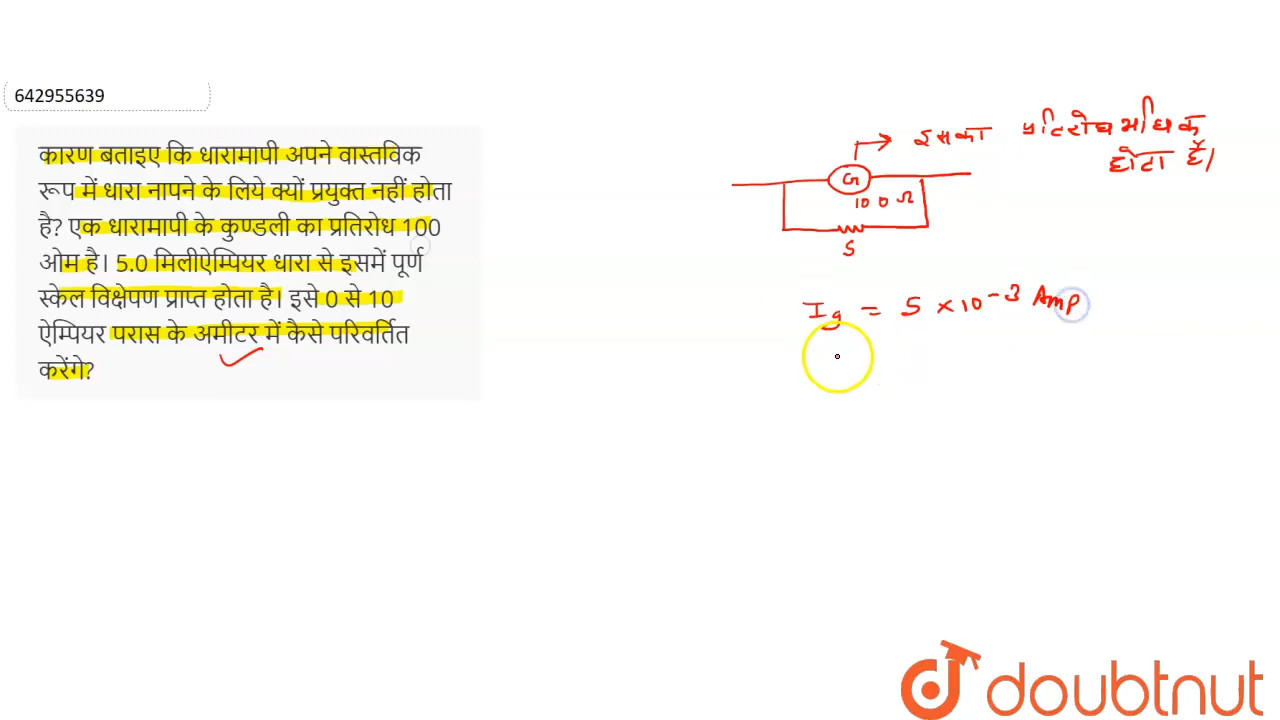 642955639
कारण बताइए कि धारामापी अपने वास्तविक
रूप में धारा नापने के लिये क्यों प्रयुक्त नहीं होता
है? एक धारामापी के कुण्डली का प्रतिरोध 100
ओम है। 5.0 मिलीऐम्पियर धारा से इसमें पूर्ण
स्केल विक्षेपण प्राप्त होता है। इसे 0 से 10
ऐम्पियर परास के अमीटर में कैसे परिवर्तित
करेंगे?
इसका प्रतिरोध अधिक
होता है।
G
100 Ω
S
Ig = 5 × 10⁻³ Amp
doubtnut